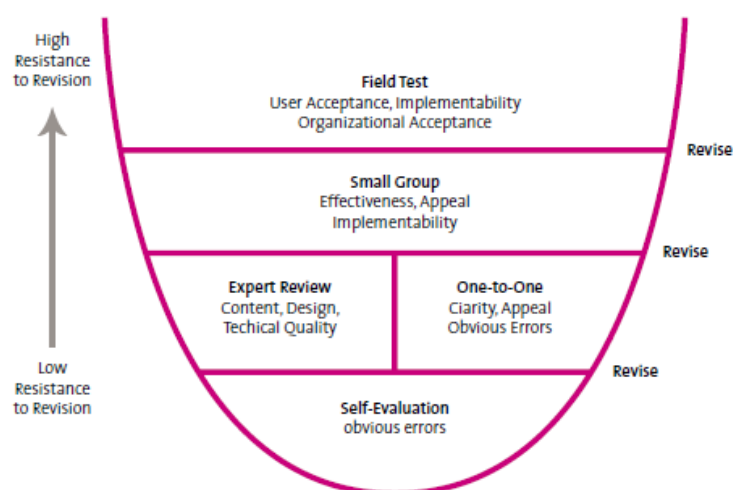 High
Resistance
to Revision
Field Test
User Acceptance, Implementability
Organizational Acceptance
Revise
Small Group
Effectiveness, Appeal
Implementability
Revise
Expert Review
Content, Design,
Techical Quality
One-to-One
Ciarity, Appeal
Obvious Errors
Revise
Low
Resistance
to Revision
Self-Evaluation
obvious errors